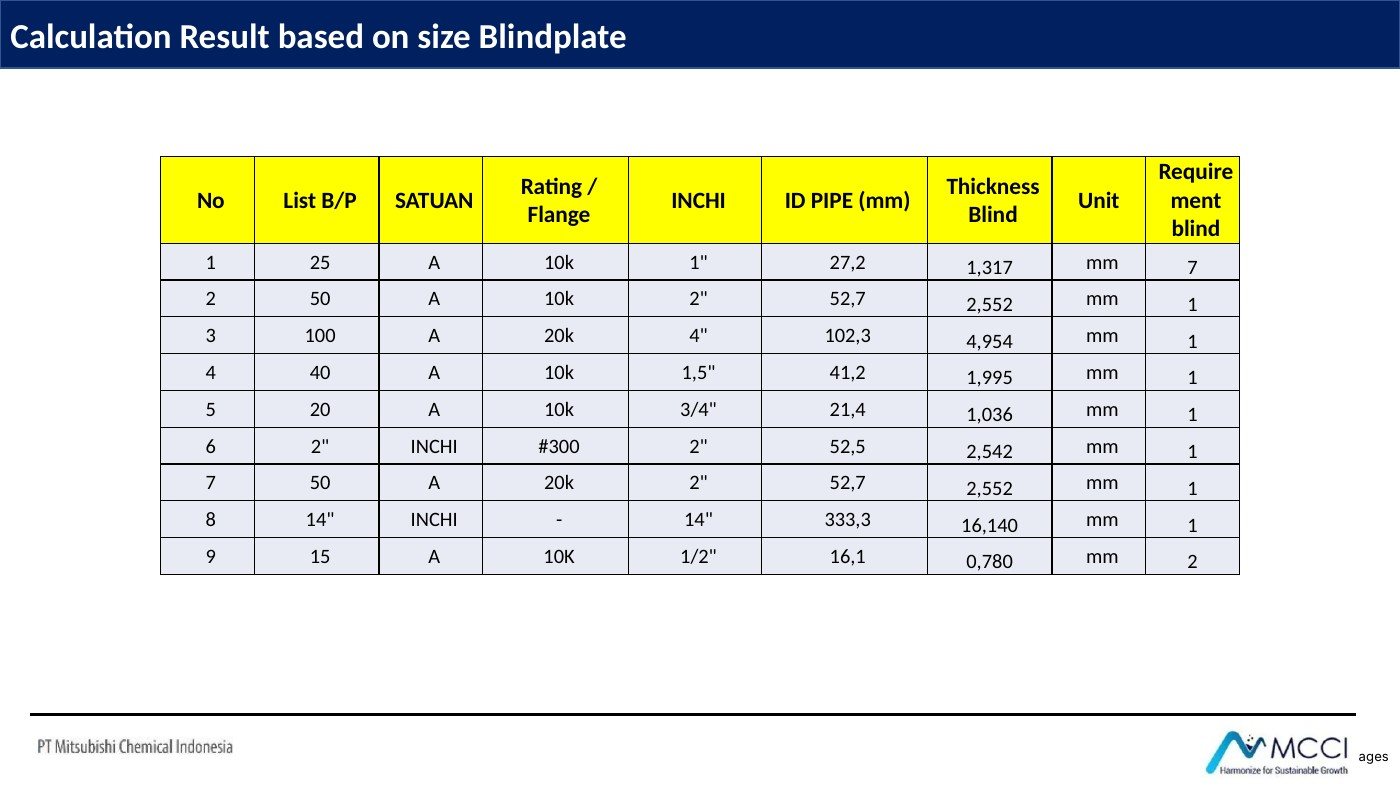 Calculation Result based on size Blindplate
No List B/P SATUAN Rating / Flange INCHI ID PIPE (mm) Thickness Blind Unit Require ment blind
1 25 A 10k 1" 27,2 1,317 mm 7
2 50 A 10k 2" 52,7 2,552 mm 1
3 100 A 20k 4" 102,3 4,954 mm 1
4 40 A 10k 1,5" 41,2 1,995 mm 1
5 20 A 10k 3/4" 21,4 1,036 mm 1
6 2" INCHI #300 2" 52,5 2,542 mm 1
7 50 A 20k 2" 52,7 2,552 mm 1
8 14" INCHI - 14" 333,3 16,140 mm 1
9 15 A 10K 1/2" 16,1 0,780 mm 2
PT Mitsubishi Chemical Indonesia
MCCI
Harmonize for Sustainable Growth
ages